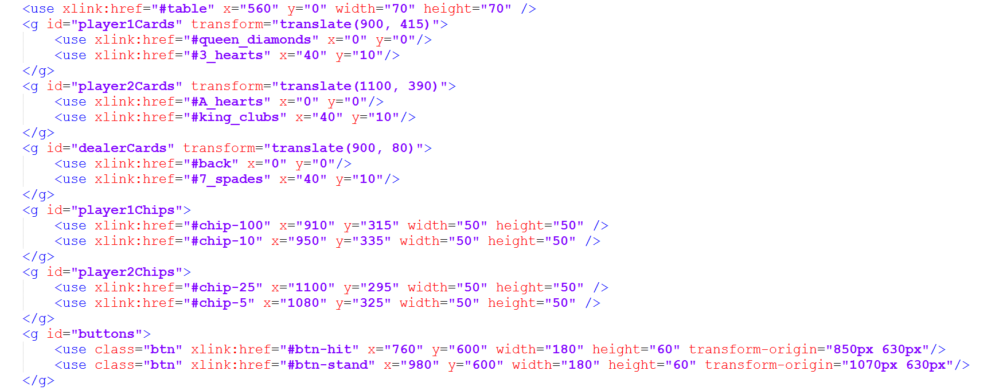 <use xlink:href="#table" x="560" y="0" width="70" height="70" />
<g id="player1Cards" transform="translate(900, 415)">
    <use xlink:href="#queen_diamonds" x="0" y="0"/>
    <use xlink:href="#3_hearts" x="40" y="10"/>
</g>
<g id="player2Cards" transform="translate(1100, 390)">
    <use xlink:href="#A_hearts" x="0" y="0"/>
    <use xlink:href="#king_clubs" x="40" y="10"/>
</g>
<g id="dealerCards" transform="translate(900, 80)">
    <use xlink:href="#back" x="0" y="0"/>
    <use xlink:href="#7_spades" x="40" y="10"/>
</g>
<g id="player1Chips">
    <use xlink:href="#chip-100" x="910" y="315" width="50" height="50" />
    <use xlink:href="#chip-10" x="950" y="335" width="50" height="50" />
</g>
<g id="player2Chips">
    <use xlink:href="#chip-25" x="1100" y="295" width="50" height="50" />
    <use xlink:href="#chip-5" x="1080" y="325" width="50" height="50" />
</g>
<g id="buttons">
    <use class="btn" xlink:href="#btn-hit" x="760" y="600" width="180" height="60" transform-origin="850px 630px"/>
    <use class="btn" xlink:href="#btn-stand" x="980" y="600" width="180" height="60" transform-origin="1070px 630px"/>
</g>